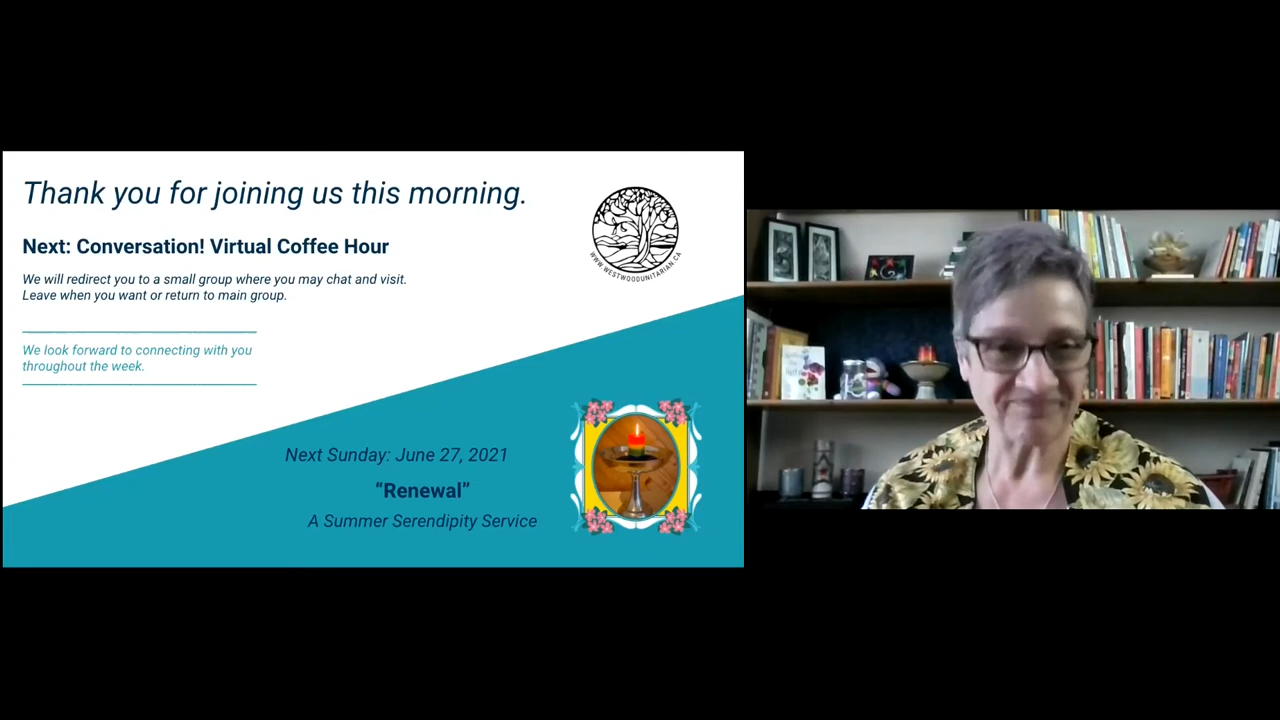 Thank you for joining us this morning.
Next: Conversation! Virtual Coffee Hour
We will redirect you to a small group where you may chat and visit.
Leave when you want or return to main group.
We look forward to connecting with you
throughout the week.
WWW.WESTWOODUNITARIAN.CA
Next Sunday: June 27, 2021
“Renewal”
A Summer Serendipity Service